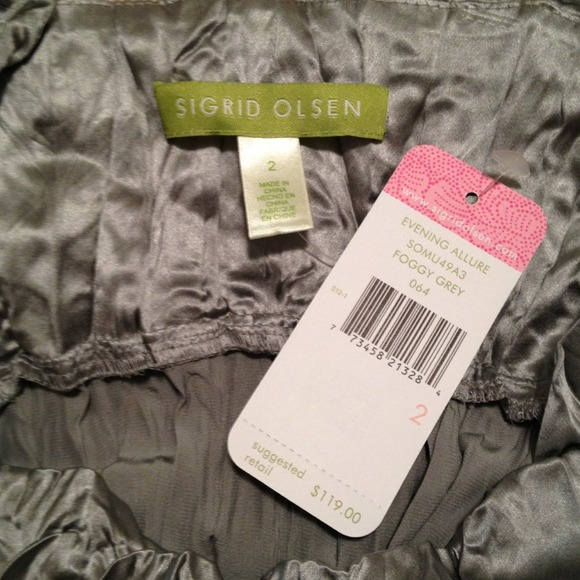 SIGRID OLSEN
2
MADE IN
CHINA
HECHO EN
CHINA
FABRIQUE
EN CHINE
www.sigridolsen.com
EVENING ALLURE
SOMU49A3
FOGGY GREY
064
7 73458 21328 4
2
suggested
retail
$119.00